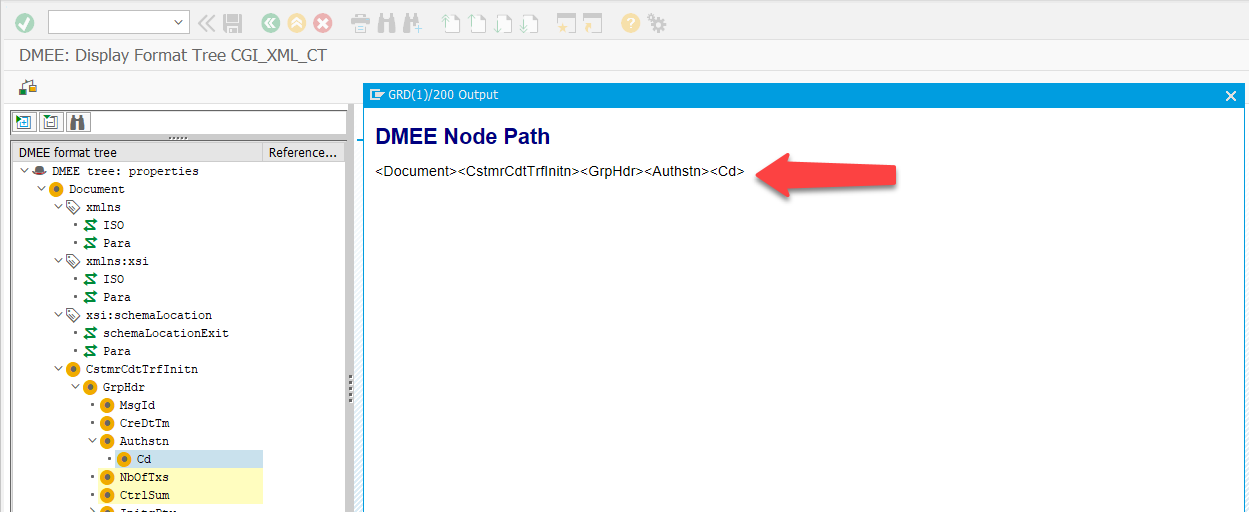 DMEE: Display Format Tree CGI_XML_CT
GRD(1)/200 Output
DMEE Node Path
<Document><CstmrCdtTrfInitn><GrpHdr><Authstn><Cd>
DMEE format tree
Reference...
DMEE tree: properties
Document
xmlns
ISO
Para
xmlns:xsi
ISO
Para
xsi:schemaLocation
schemaLocationExit
Para
CstmrCdtTrfInitn
GrpHdr
MsgId
CreDtTm
Authstn
Cd
NbOfTxs
CtrlSum